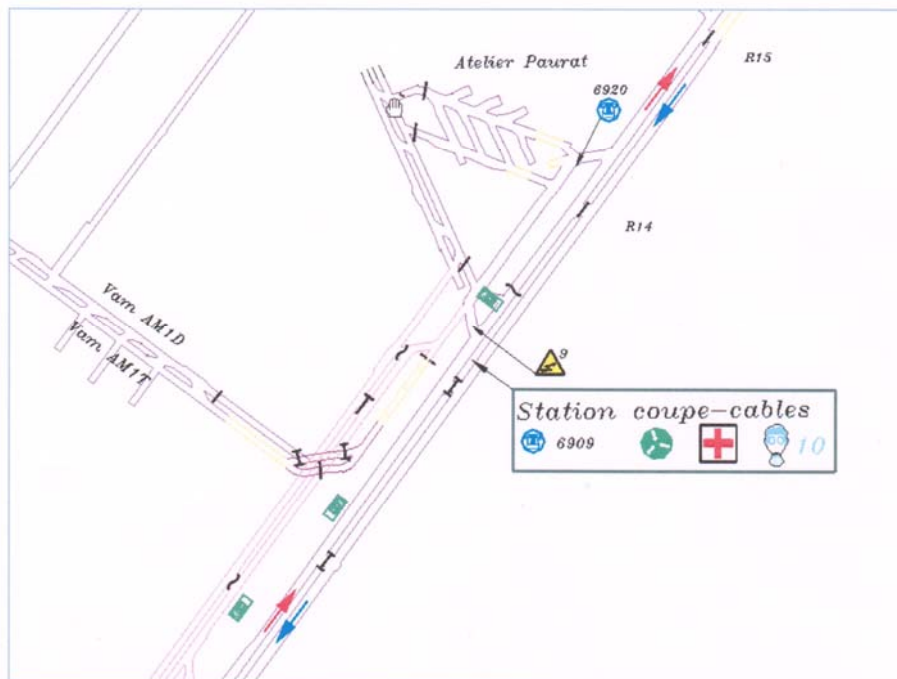 R15
Atelier Paurat
6920
R14
Vam AM1D
Vam AM1T
9
Station coupe-cables
6909
10